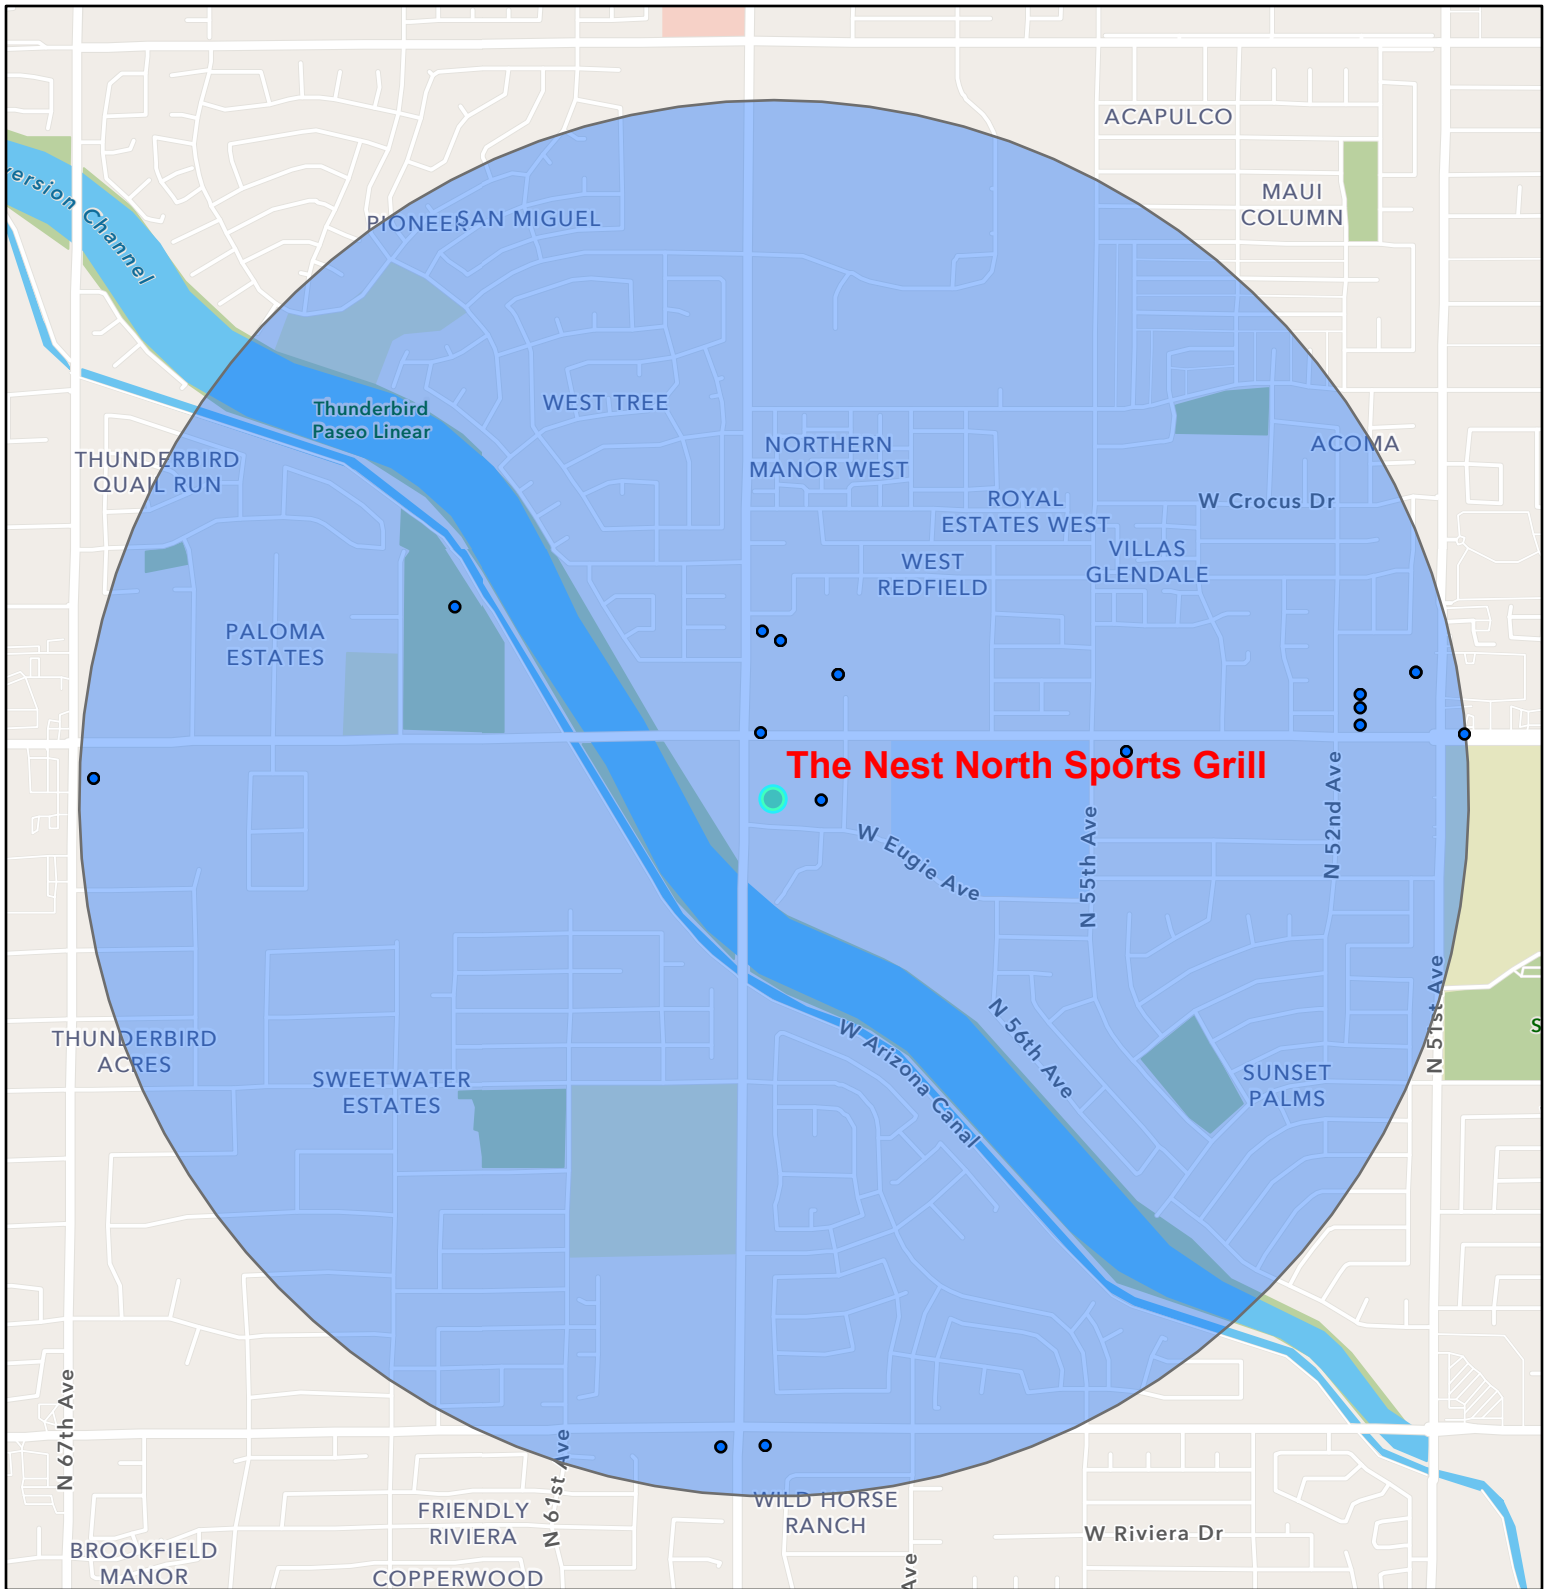 ACAPULCO
MAUI
COLUMN
version Channel
PIONEER
SAN MIGUEL
Thunderbird
Paseo Linear
WEST TREE
NORTHERN
MANOR WEST
ACOMA
THUNDERBIRD
QUAIL RUN
ROYAL
ESTATES WEST
W Crocus Dr
WEST
REDFIELD
VILLAS
GLENDALE
PALOMA
ESTATES
The Nest North Sports Grill
W Eugie Ave
N 55th Ave
N 52nd Ave
N 51st Ave
THUNDERBIRD
ACRES
N 56th Ave
W Arizona Canal
S
SWEETWATER
ESTATES
SUNSET
PALMS
N 67th Ave
N 61st Ave
FRIENDLY
RIVIERA
WILD HORSE
RANCH
W Riviera Dr
BROOKFIELD
MANOR
COPPERWOOD
Ave